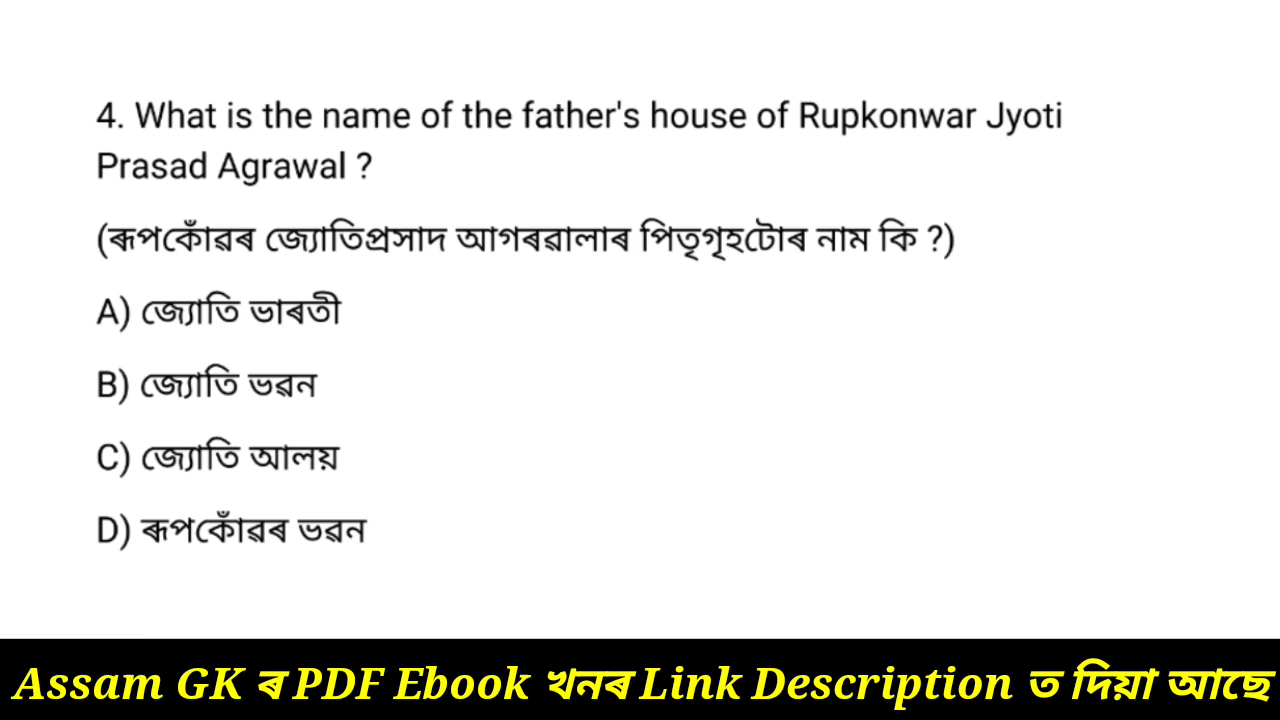 4. What is the name of the father's house of Rupkonwar Jyoti
Prasad Agrawal ?
(ৰূপকোঁৱৰ জ্যোতিপ্ৰসাদ আগৰৱালাৰ পিতৃগৃহটোৰ নাম কি ?)
A) জ্যোতি ভাৰতী
B) জ্যোতি ভৱন
C) জ্যোতি আলয়
D) ৰূপকোঁৱৰ ভৱন
Assam GK ৰ PDF Ebook খনৰ Link Description ত দিয়া আছে